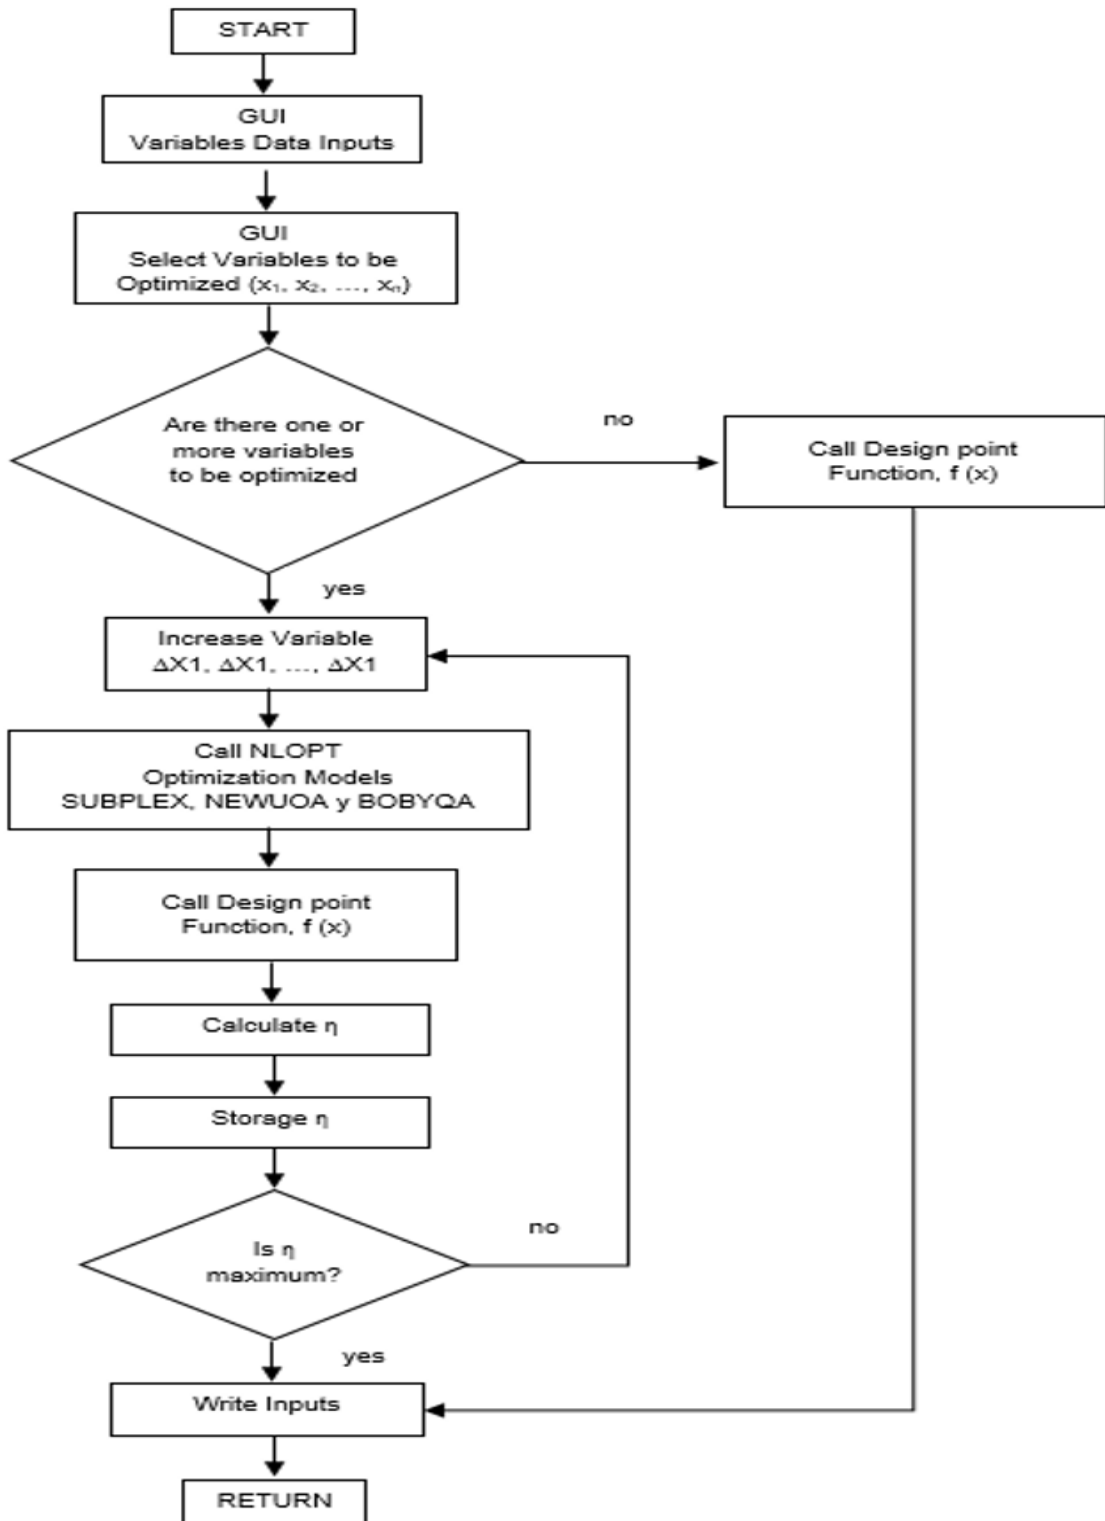 START
GUI
Variables Data Inputs
GUI
Select Variables to be
Optimized (x₁, x₂, ..., xₙ)
Are there one or
more variables
to be optimized
no
Call Design point
Function, f (x)
yes
Increase Variable
ΔX1, ΔX1, ..., ΔX1
Call NLOPT
Optimization Models
SUBPLEX, NEWUOA y BOBYQA
Call Design point
Function, f (x)
Calculate η
Storage η
Is η
maximum?
no
yes
Write Inputs
RETURN